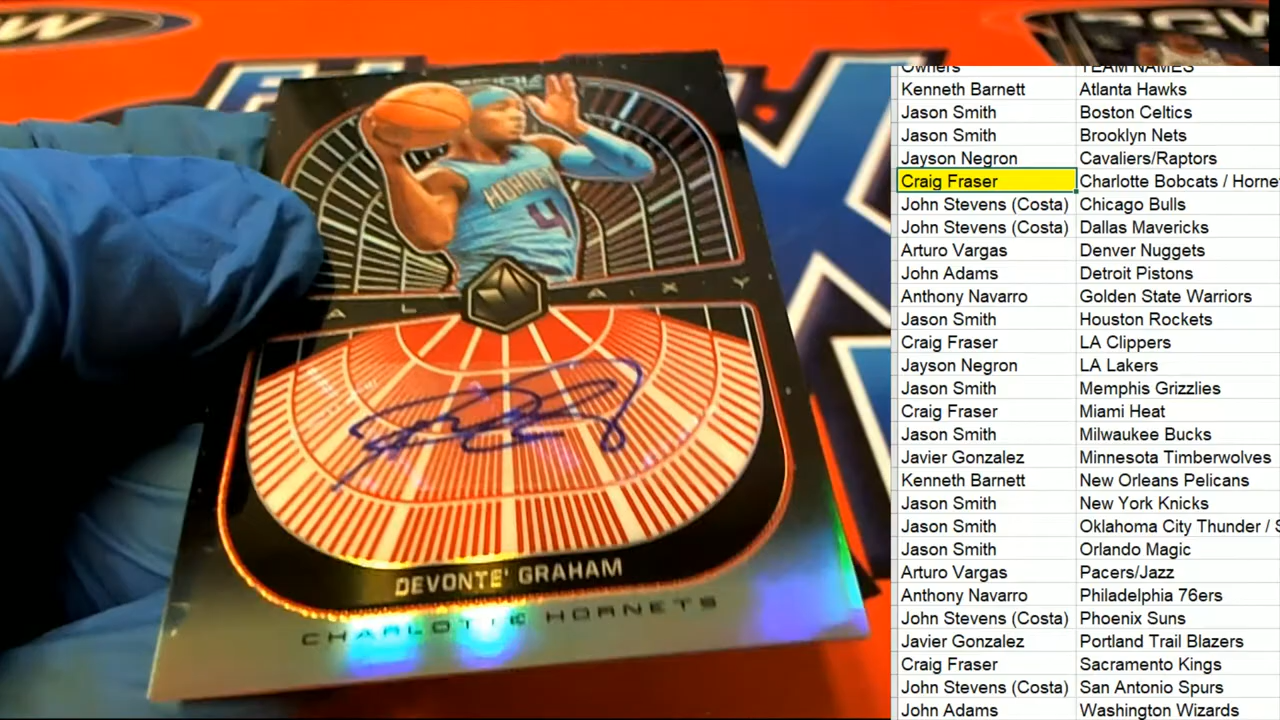 HORNETS
4
A L A X Y
DEVONTE' GRAHAM
CHARLOTTE HORNETS
Owners TEAM NAMES
Kenneth Barnett Atlanta Hawks
Jason Smith Boston Celtics
Jason Smith Brooklyn Nets
Jayson Negron Cavaliers/Raptors
Craig Fraser Charlotte Bobcats / Horne
John Stevens (Costa) Chicago Bulls
John Stevens (Costa) Dallas Mavericks
Arturo Vargas Denver Nuggets
John Adams Detroit Pistons
Anthony Navarro Golden State Warriors
Jason Smith Houston Rockets
Craig Fraser LA Clippers
Jayson Negron LA Lakers
Jason Smith Memphis Grizzlies
Craig Fraser Miami Heat
Jason Smith Milwaukee Bucks
Javier Gonzalez Minnesota Timberwolves
Kenneth Barnett New Orleans Pelicans
Jason Smith New York Knicks
Jason Smith Oklahoma City Thunder / S
Jason Smith Orlando Magic
Arturo Vargas Pacers/Jazz
Anthony Navarro Philadelphia 76ers
John Stevens (Costa) Phoenix Suns
Javier Gonzalez Portland Trail Blazers
Craig Fraser Sacramento Kings
John Stevens (Costa) San Antonio Spurs
John Adams Washington Wizards